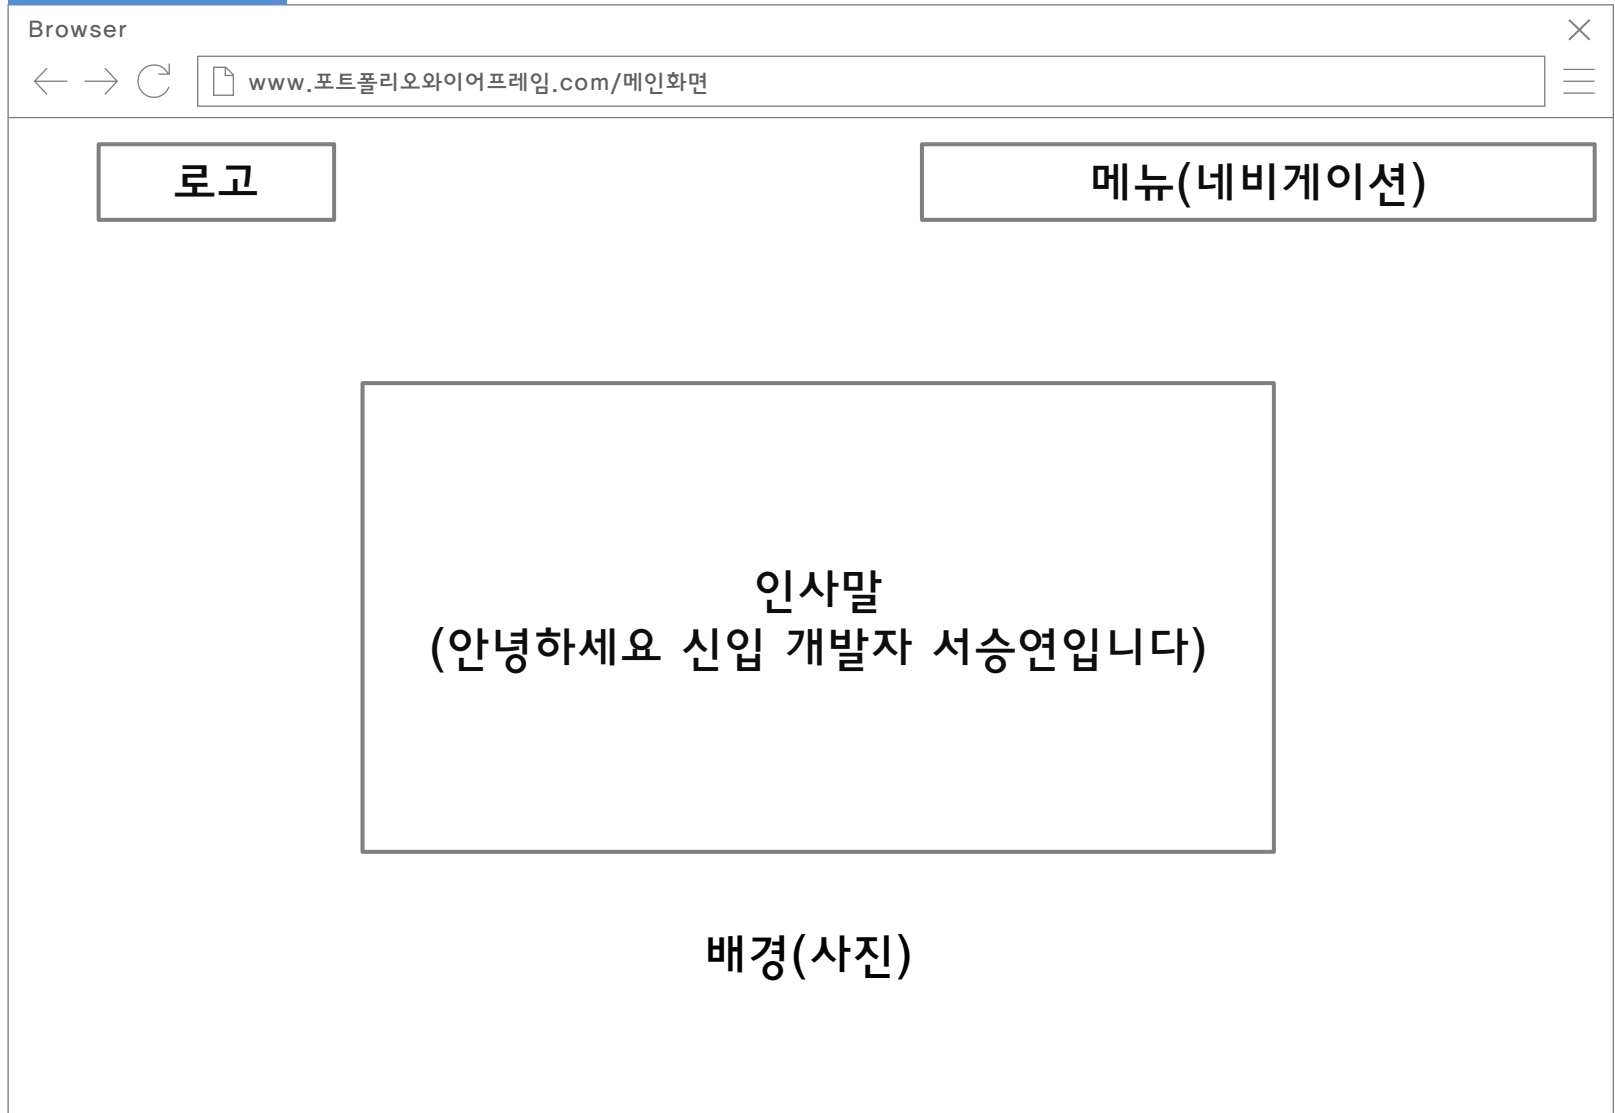 Browser
www.포트폴리오와이어프레임.com/메인화면
로고
메뉴(네비게이션)
인사말
(안녕하세요 신입 개발자 서승연입니다)
배경(사진)